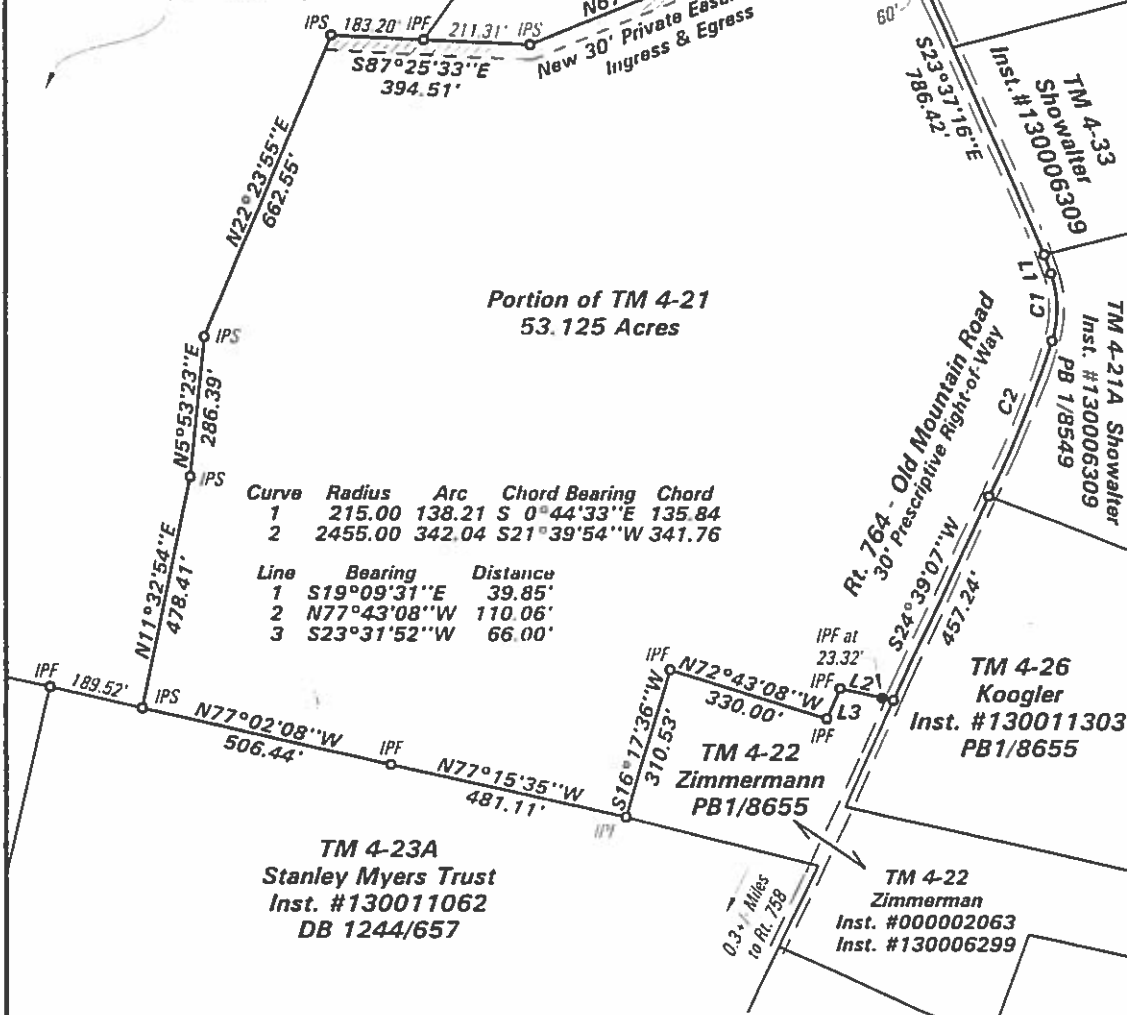 IPS 183.20' IPF 211.31' IPS
S87°25'33''E
394.51'
New 30' Private
Ingress & Egress
60'
S23°37'16''E
786.42'
TM 4-33
Showalter
Inst.#130006309
N22°23'55''E
662.55'
L1
Portion of TM 4-21
53.125 Acres
IPS
N5°53'23''E
286.39'
Rt. 764 - Old Mountain Road
30' Prescriptive Right-of-Way
C2
TM 4-21A Showalter
Inst. #130006309
PB 1/8549
IPS
Curve Radius Arc Chord Bearing Chord
1 215.00 138.21 S 0°44'33''E 135.84
2 2455.00 342.04 S21°39'54''W 341.76
Line Bearing Distance
1 S19°09'31''E 39.85'
2 N77°43'08''W 110.06'
3 S23°31'52''W 66.00'
N11°32'54''E
478.41'
S24°39'07''W
457.24'
IPF 189.52' IPS
N77°02'08''W
506.44'
IPF
N77°15'35''W
481.11'
IPF
S16°17'36''W
310.53'
IPF
N72°43'08''W
330.00'
IPF at
23.32'
IPF L2
L3
IPF
TM 4-22
Zimmermann
PB1/8655
TM 4-26
Koogler
Inst. #130011303
PB1/8655
TM 4-23A
Stanley Myers Trust
Inst. #130011062
DB 1244/657
0.3+/- Miles
to Rt. 758
TM 4-22
Zimmerman
Inst. #000002063
Inst. #130006299